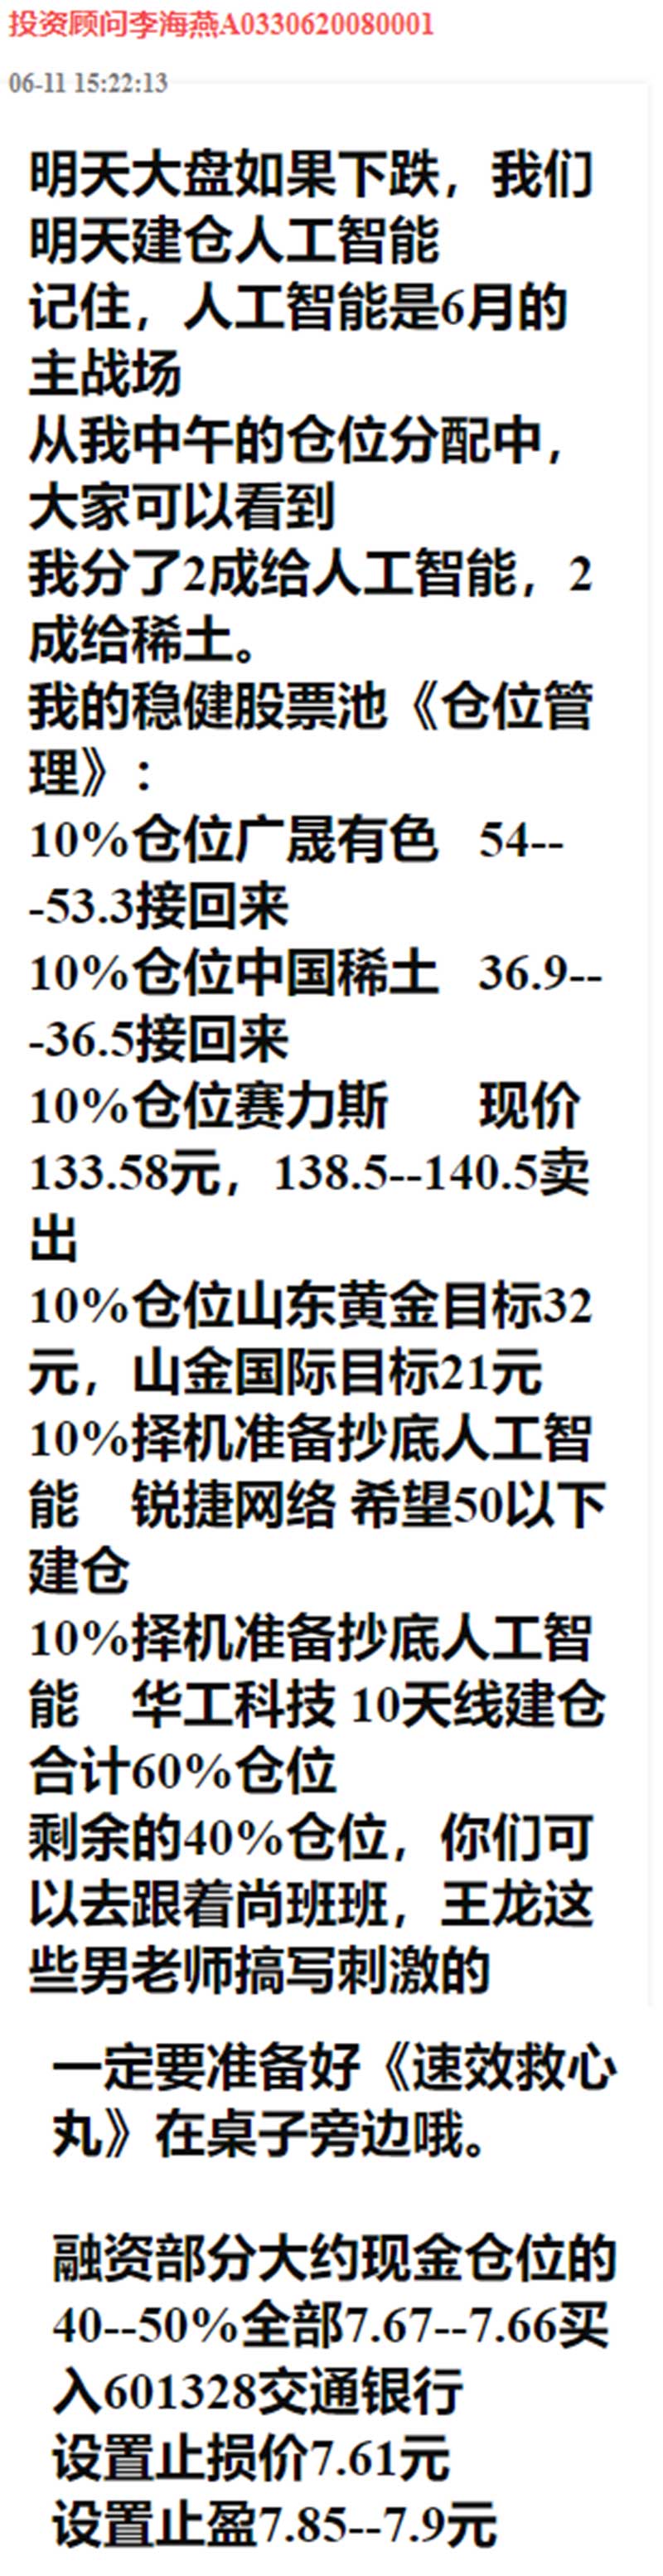 投资顾问李海燕A0330620080001
06-11 15:22:13
明天大盘如果下跌，我们
明天建仓人工智能
记住，人工智能是6月的
主战场
从我中午的仓位分配中，
大家可以看到
我分了2成给人工智能，2
成给稀土。
我的稳健股票池《仓位管
理》：
10%仓位广晟有色 54--
-53.3接回来
10%仓位中国稀土 36.9--
-36.5接回来
10%仓位赛力斯 现价
133.58元，138.5--140.5卖
出
10%仓位山东黄金目标32
元，山金国际目标21元
10%择机准备抄底人工智
能 锐捷网络 希望50以下
建仓
10%择机准备抄底人工智
能 华工科技 10天线建仓
合计60%仓位
剩余的40%仓位，你们可
以去跟着尚班班，王龙这
些男老师搞写刺激的
一定要准备好《速效救心
丸》在桌子旁边哦。
融资部分大约现金仓位的
40--50%全部7.67--7.66买
入601328交通银行
设置止损价7.61元
设置止盈7.85--7.9元